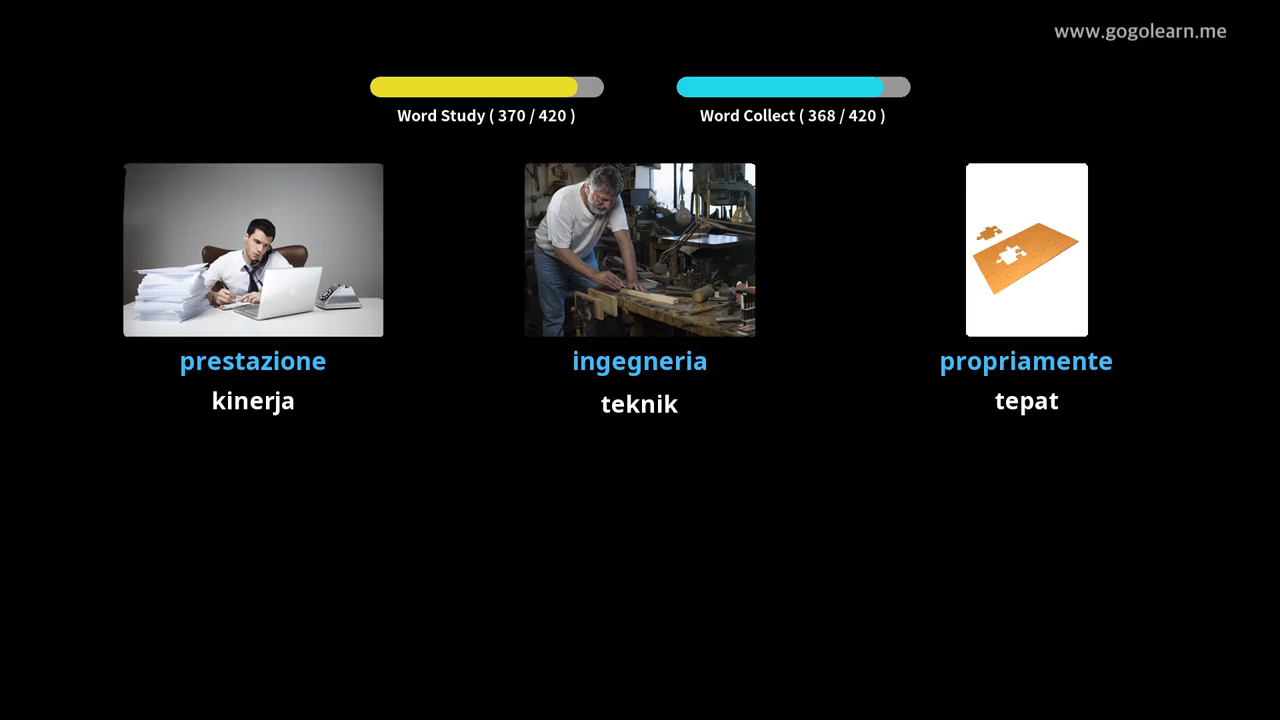 www.gogolearn.me
Word Study ( 370 / 420 )
Word Collect ( 368 / 420 )
prestazione
kinerja
ingegneria
teknik
propriamente
tepat